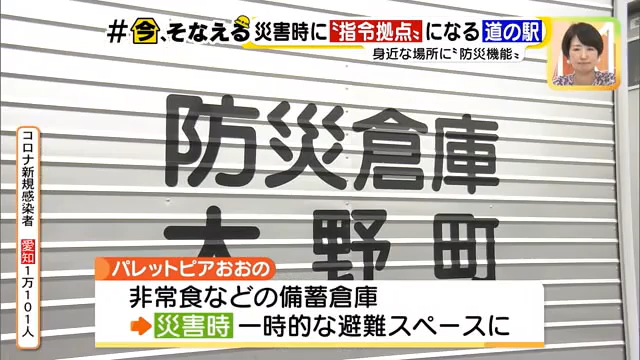 #今、そなえる 災害時に〝指令拠点〟になる 道の駅
身近な場所に〝防災機能〟
コロナ新規感染者 愛知 1万101人
防災倉庫
大野町
パレットピアおおの
非常食などの備蓄倉庫
➡災害時 一時的な避難スペースに